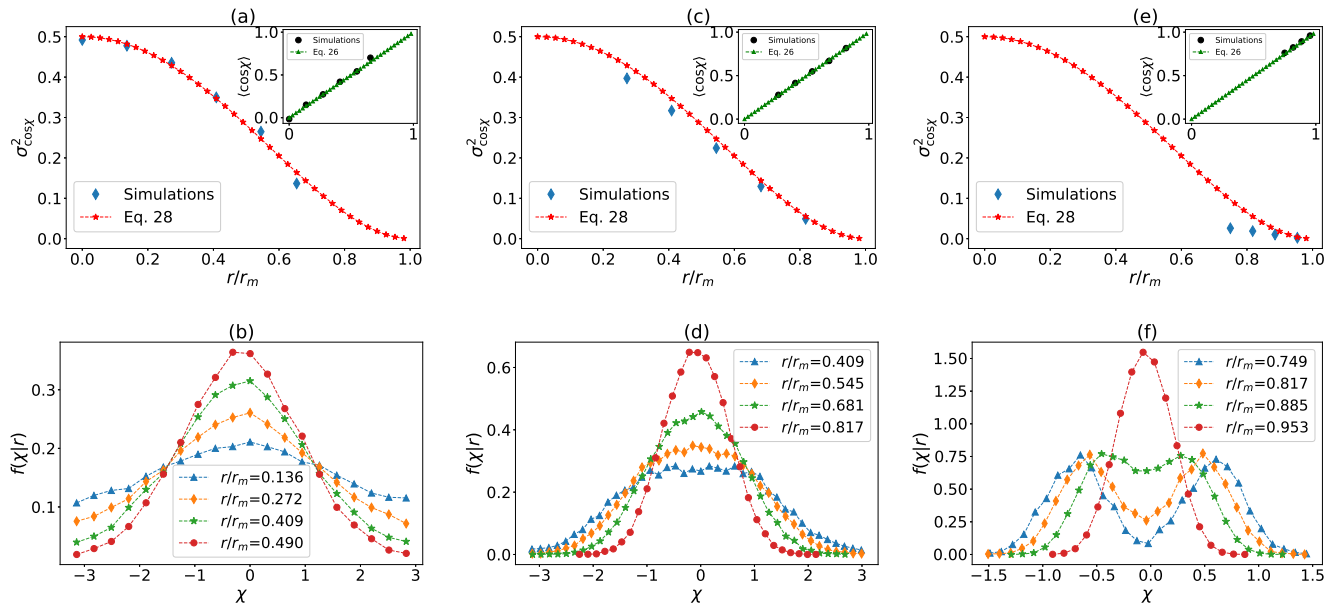 (a)
0.5
0.4
0.3
0.2
0.1
0.0
σ²cosχ
0.0 0.2 0.4 0.6 0.8 1.0
r/rₘ
Simulations
Eq. 28
1.0
0.5
0.0
⟨cosχ⟩
0 1
Simulations
Eq. 26
(c)
0.5
0.4
0.3
0.2
0.1
0.0
σ²cosχ
0.0 0.2 0.4 0.6 0.8 1.0
r/rₘ
Simulations
Eq. 28
1.0
0.5
0.0
⟨cosχ⟩
0 1
Simulations
Eq. 26
(e)
0.5
0.4
0.3
0.2
0.1
0.0
σ²cosχ
0.0 0.2 0.4 0.6 0.8 1.0
r/rₘ
Simulations
Eq. 28
1.0
0.5
0.0
⟨cosχ⟩
0 1
Simulations
Eq. 26
(b)
0.3
0.2
0.1
f(χ|r)
−3 −2 −1 0 1 2 3
χ
r/rₘ=0.136
r/rₘ=0.272
r/rₘ=0.409
r/rₘ=0.490
(d)
0.6
0.4
0.2
0.0
f(χ|r)
−3 −2 −1 0 1 2 3
χ
r/rₘ=0.409
r/rₘ=0.545
r/rₘ=0.681
r/rₘ=0.817
(f)
1.50
1.25
1.00
0.75
0.50
0.25
0.00
f(χ|r)
−1.5 −1.0 −0.5 0.0 0.5 1.0 1.5
χ
r/rₘ=0.749
r/rₘ=0.817
r/rₘ=0.885
r/rₘ=0.953